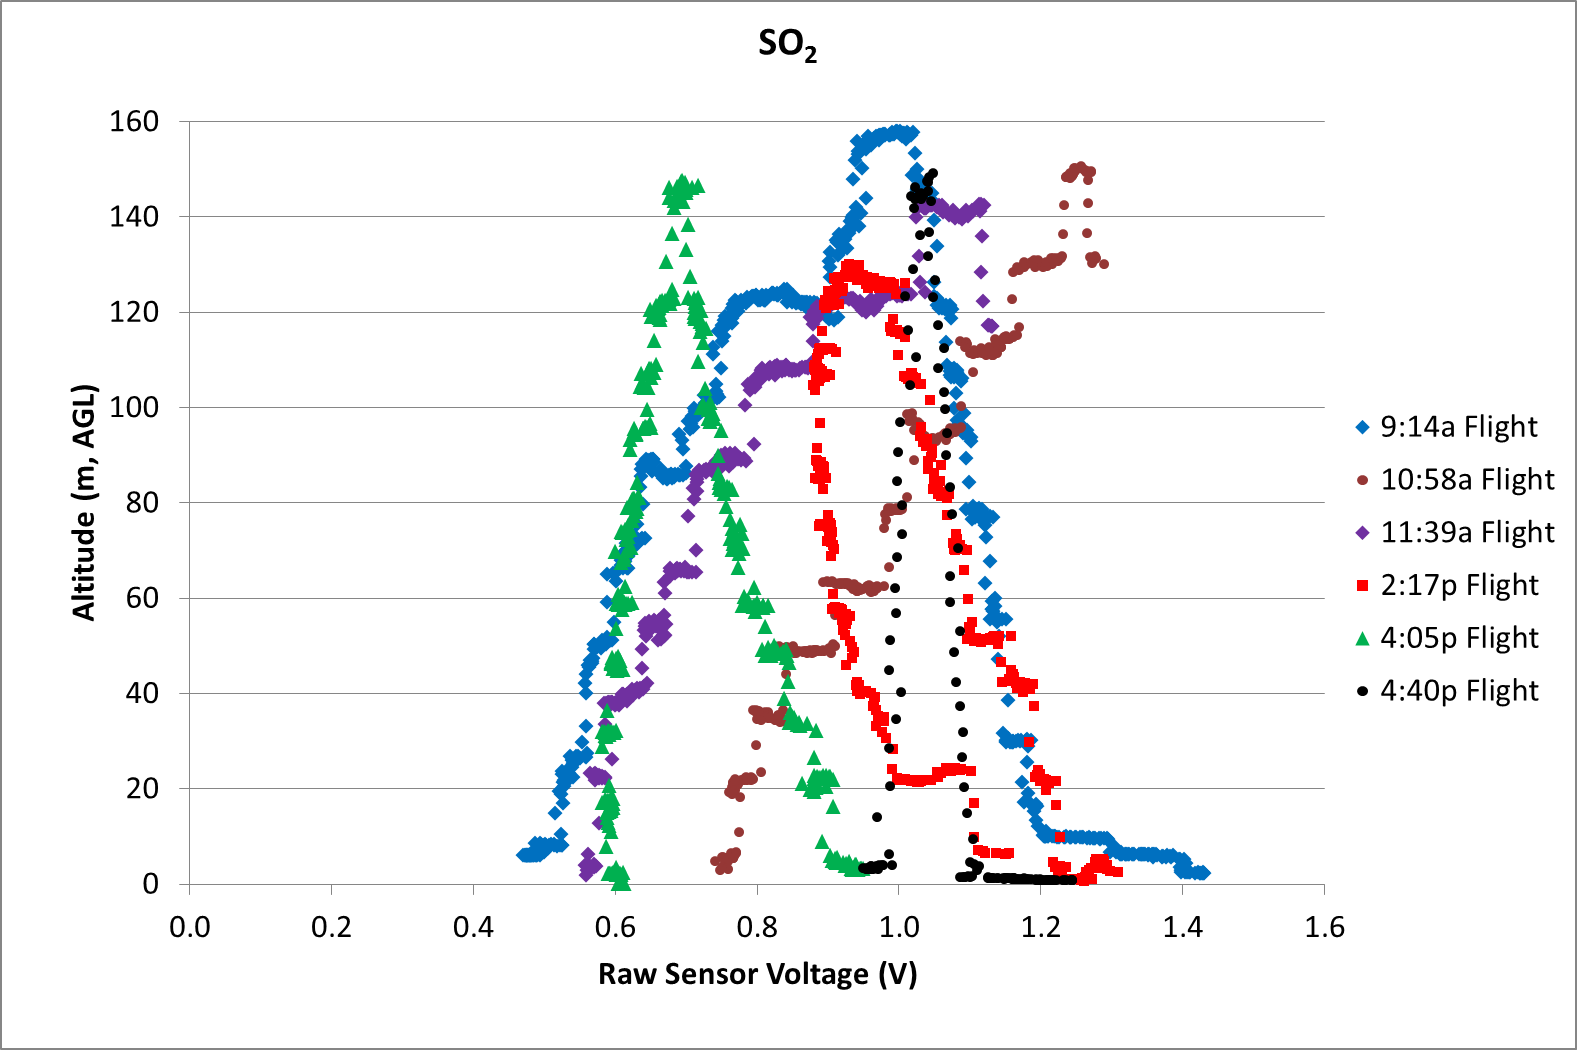 SO₂
160
140
120
100
80
60
40
20
0
Altitude (m, AGL)
0.0 0.2 0.4 0.6 0.8 1.0 1.2 1.4 1.6
Raw Sensor Voltage (V)
9:14a Flight
10:58a Flight
11:39a Flight
2:17p Flight
4:05p Flight
4:40p Flight